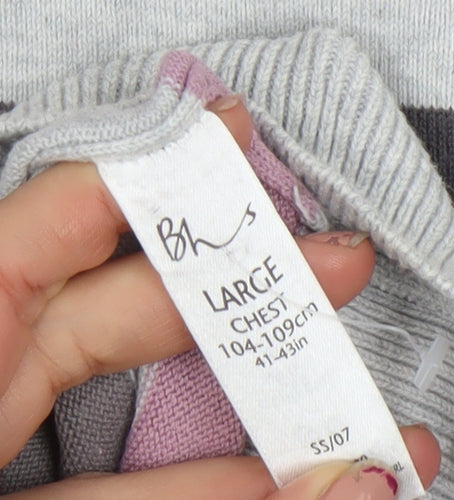 Bhs
LARGE
CHEST
104-109cm
41-43in
SS/07